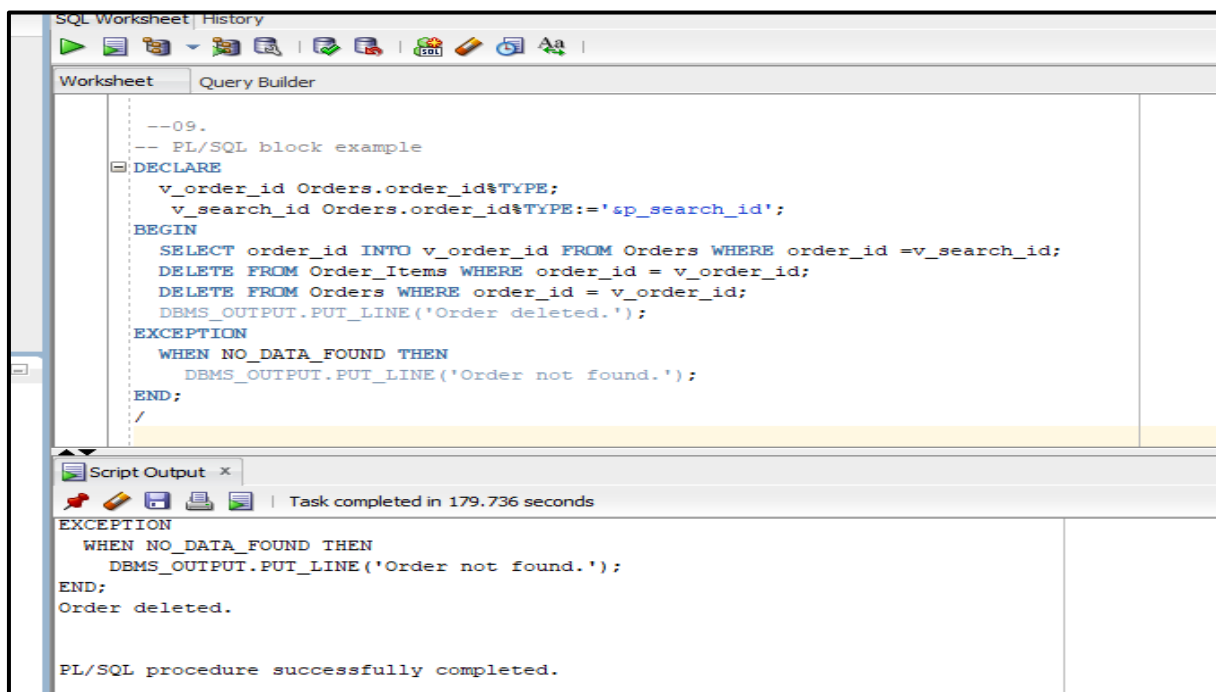 SQL Worksheet History
Worksheet Query Builder
--09.
-- PL/SQL block example
DECLARE
v_order_id Orders.order_id%TYPE;
v_search_id Orders.order_id%TYPE:='&p_search_id';
BEGIN
SELECT order_id INTO v_order_id FROM Orders WHERE order_id =v_search_id;
DELETE FROM Order_Items WHERE order_id = v_order_id;
DELETE FROM Orders WHERE order_id = v_order_id;
DBMS_OUTPUT.PUT_LINE('Order deleted.');
EXCEPTION
WHEN NO_DATA_FOUND THEN
DBMS_OUTPUT.PUT_LINE('Order not found.');
END;
/
Script Output ×
Task completed in 179.736 seconds
EXCEPTION
WHEN NO_DATA_FOUND THEN
DBMS_OUTPUT.PUT_LINE('Order not found.');
END;
Order deleted.
PL/SQL procedure successfully completed.